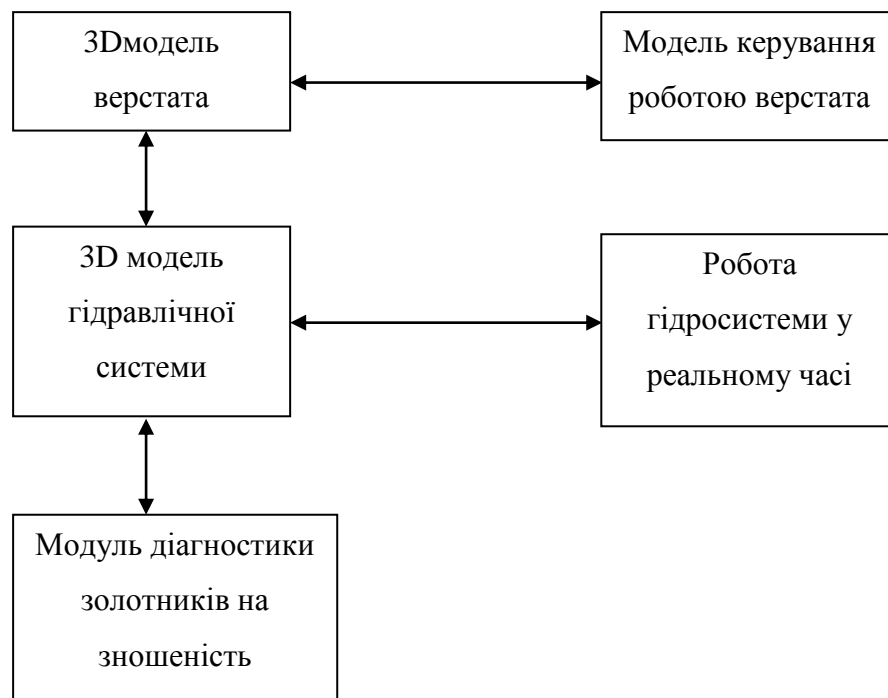 3Dмодель
верстата
Модель керування
роботою верстата
3D модель
гідравлічної
системи
Робота
гідросистеми у
реальному часі
Модуль діагностики
золотників на
зношеність